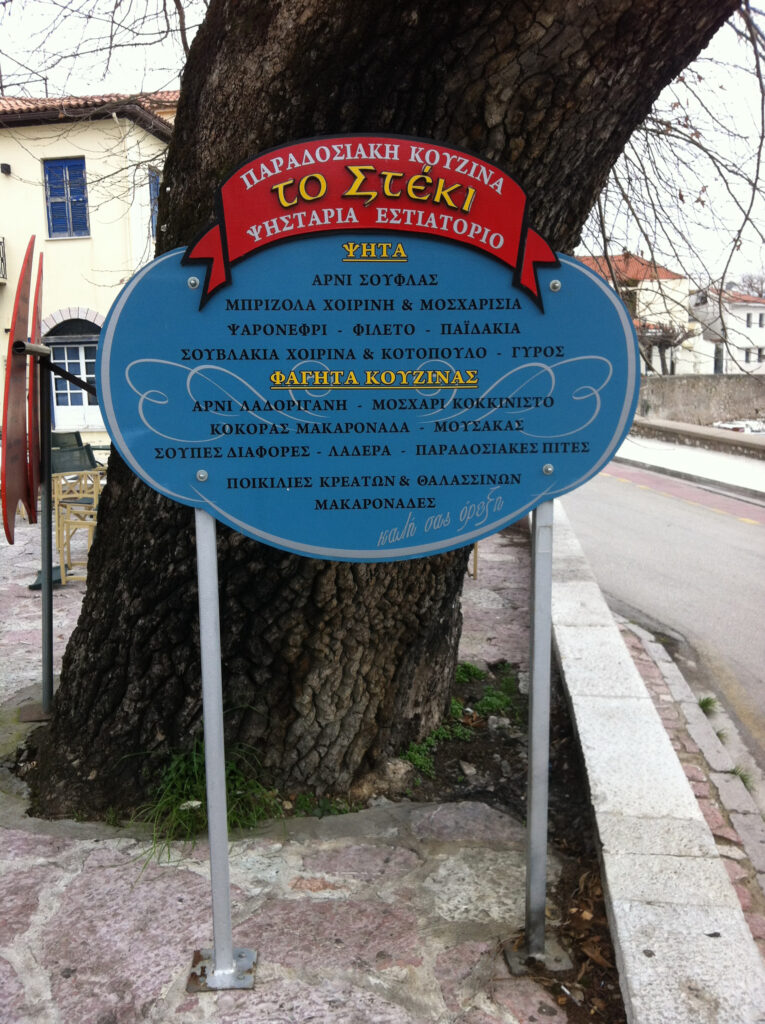 ΠΑΡΑΔΟΣΙΑΚΗ ΚΟΥΖΙΝΑ
το Στέκι
ΨΗΣΤΑΡΙΑ ΕΣΤΙΑΤΟΡΙΟ
ΨΗΤΑ
ΑΡΝΙ ΣΟΥΦΛΑΣ
ΜΠΡΙΖΟΛΑ ΧΟΙΡΙΝΗ & ΜΟΣΧΑΡΙΣΙΑ
ΨΑΡΟΝΕΦΡΙ - ΦΙΛΕΤΟ - ΠΑΪΔΑΚΙΑ
ΣΟΥΒΛΑΚΙΑ ΧΟΙΡΙΝΑ & ΚΟΤΟΠΟΥΛΟ - ΓΥΡΟΣ
ΦΑΓΗΤΑ ΚΟΥΖΙΝΑΣ
ΑΡΝΙ ΛΑΔΟΡΙΓΑΝΗ - ΜΟΣΧΑΡΙ ΚΟΚΚΙΝΙΣΤΟ
ΚΟΚΟΡΑΣ ΜΑΚΑΡΟΝΑΔΑ - ΜΟΥΣΑΚΑΣ
ΣΟΥΠΕΣ ΔΙΑΦΟΡΕΣ - ΛΑΔΕΡΑ - ΠΑΡΑΔΟΣΙΑΚΕΣ ΠΙΤΕΣ
ΠΟΙΚΙΛΙΕΣ ΚΡΕΑΤΩΝ & ΘΑΛΑΣΣΙΝΩΝ
ΜΑΚΑΡΟΝΑΔΕΣ
καλή σας όρεξη